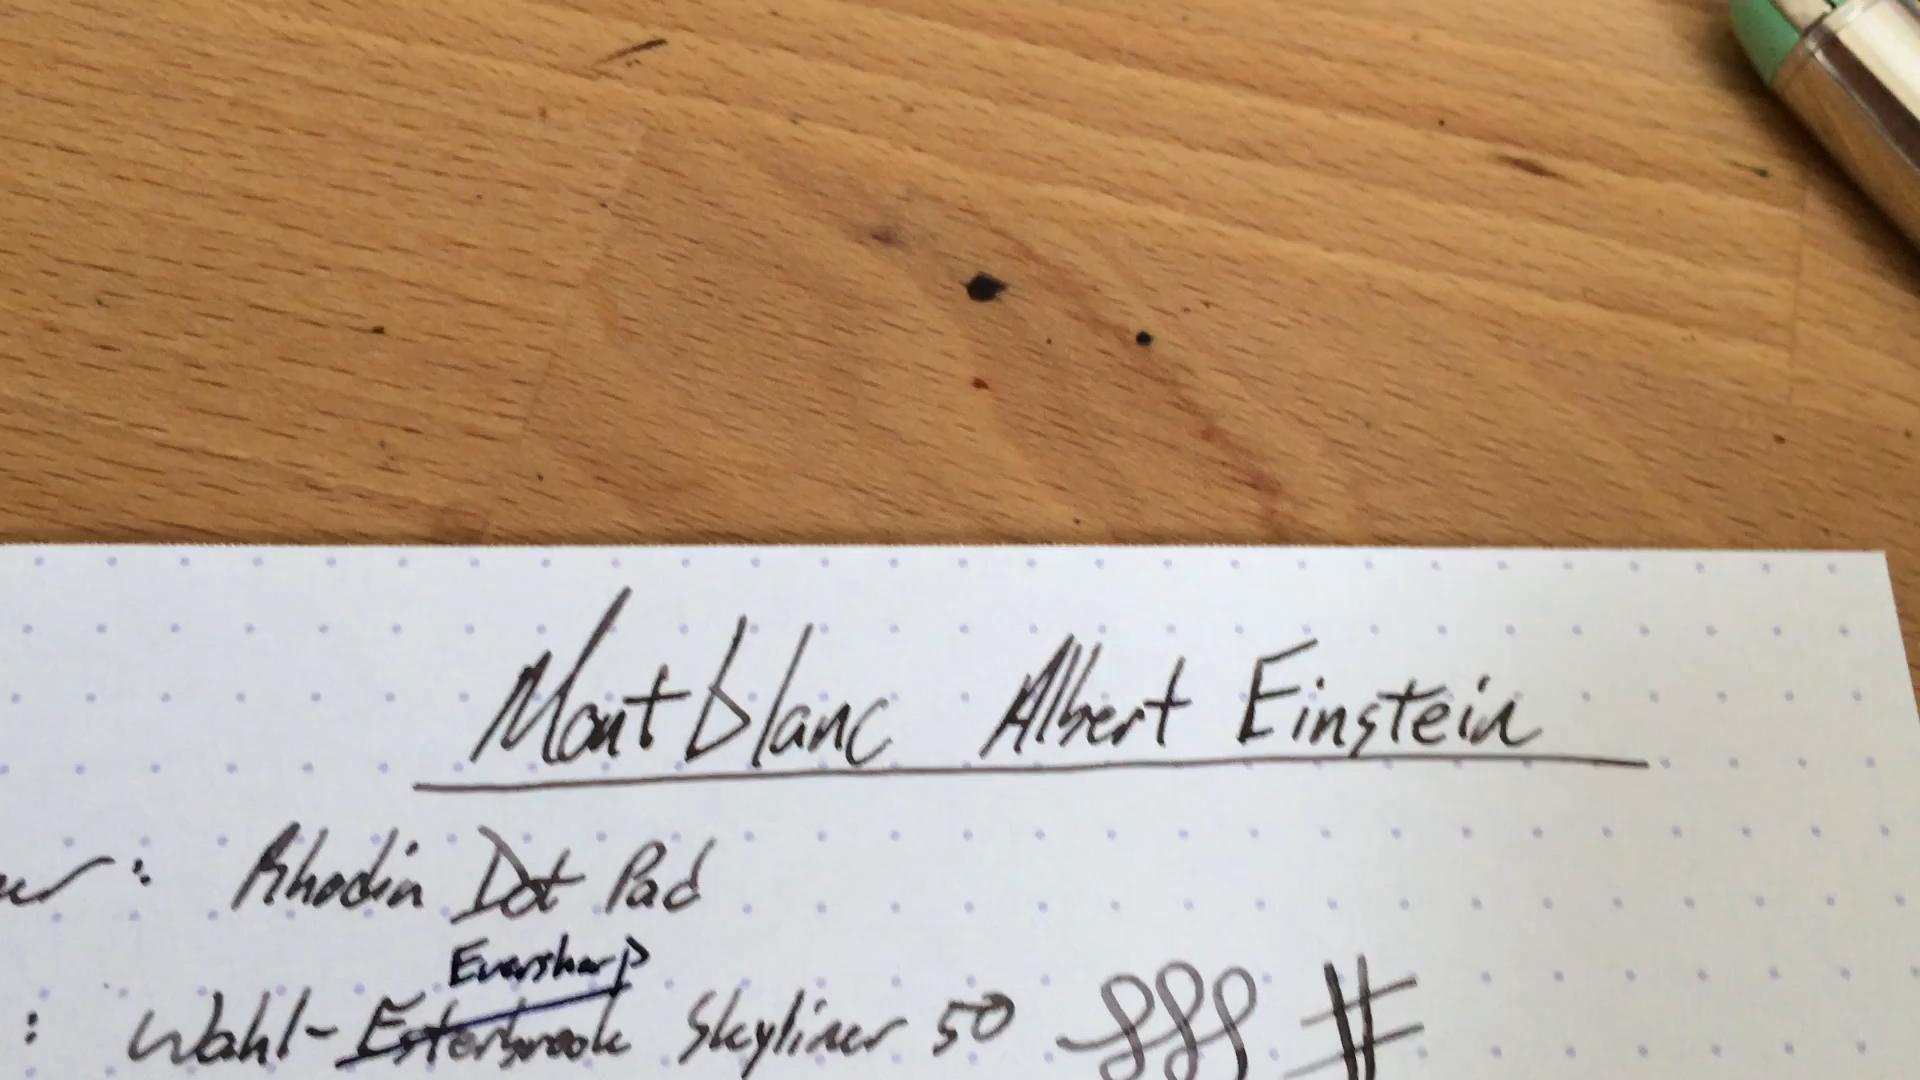 Montblanc Albert Einstein
: Rhodia Dot Pad
Eversharp
: Wahl-Esterbrook Skyliner 50